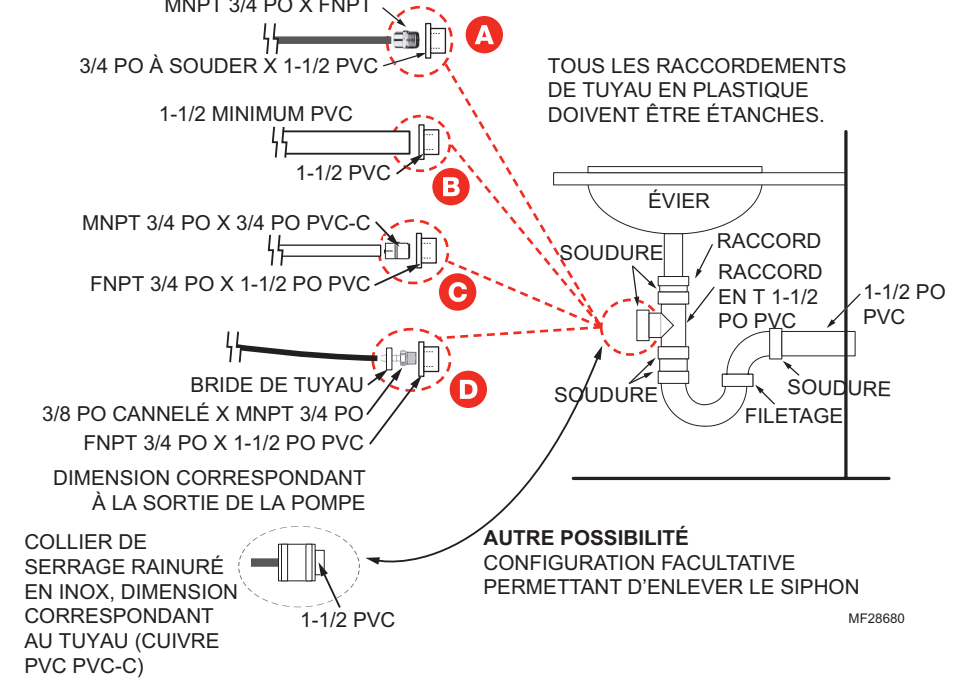 MNPT 3/4 PO X FNPT
A
3/4 PO À SOUDER X 1-1/2 PVC
TOUS LES RACCORDEMENTS
DE TUYAU EN PLASTIQUE
DOIVENT ÊTRE ÉTANCHES.
1-1/2 MINIMUM PVC
1-1/2 PVC
B
ÉVIER
MNPT 3/4 PO X 3/4 PO PVC-C
FNPT 3/4 PO X 1-1/2 PO PVC
C
SOUDURE
RACCORD
RACCORD
EN T 1-1/2
PO PVC
1-1/2 PO
PVC
BRIDE DE TUYAU
3/8 PO CANNELÉ X MNPT 3/4 PO
FNPT 3/4 PO X 1-1/2 PO PVC
D
SOUDURE
SOUDURE
FILETAGE
DIMENSION CORRESPONDANT
À LA SORTIE DE LA POMPE
COLLIER DE
SERRAGE RAINURÉ
EN INOX, DIMENSION
CORRESPONDANT
AU TUYAU (CUIVRE
PVC PVC-C)
1-1/2 PVC
AUTRE POSSIBILITÉ
CONFIGURATION FACULTATIVE
PERMETTANT D'ENLEVER LE SIPHON
MF28680